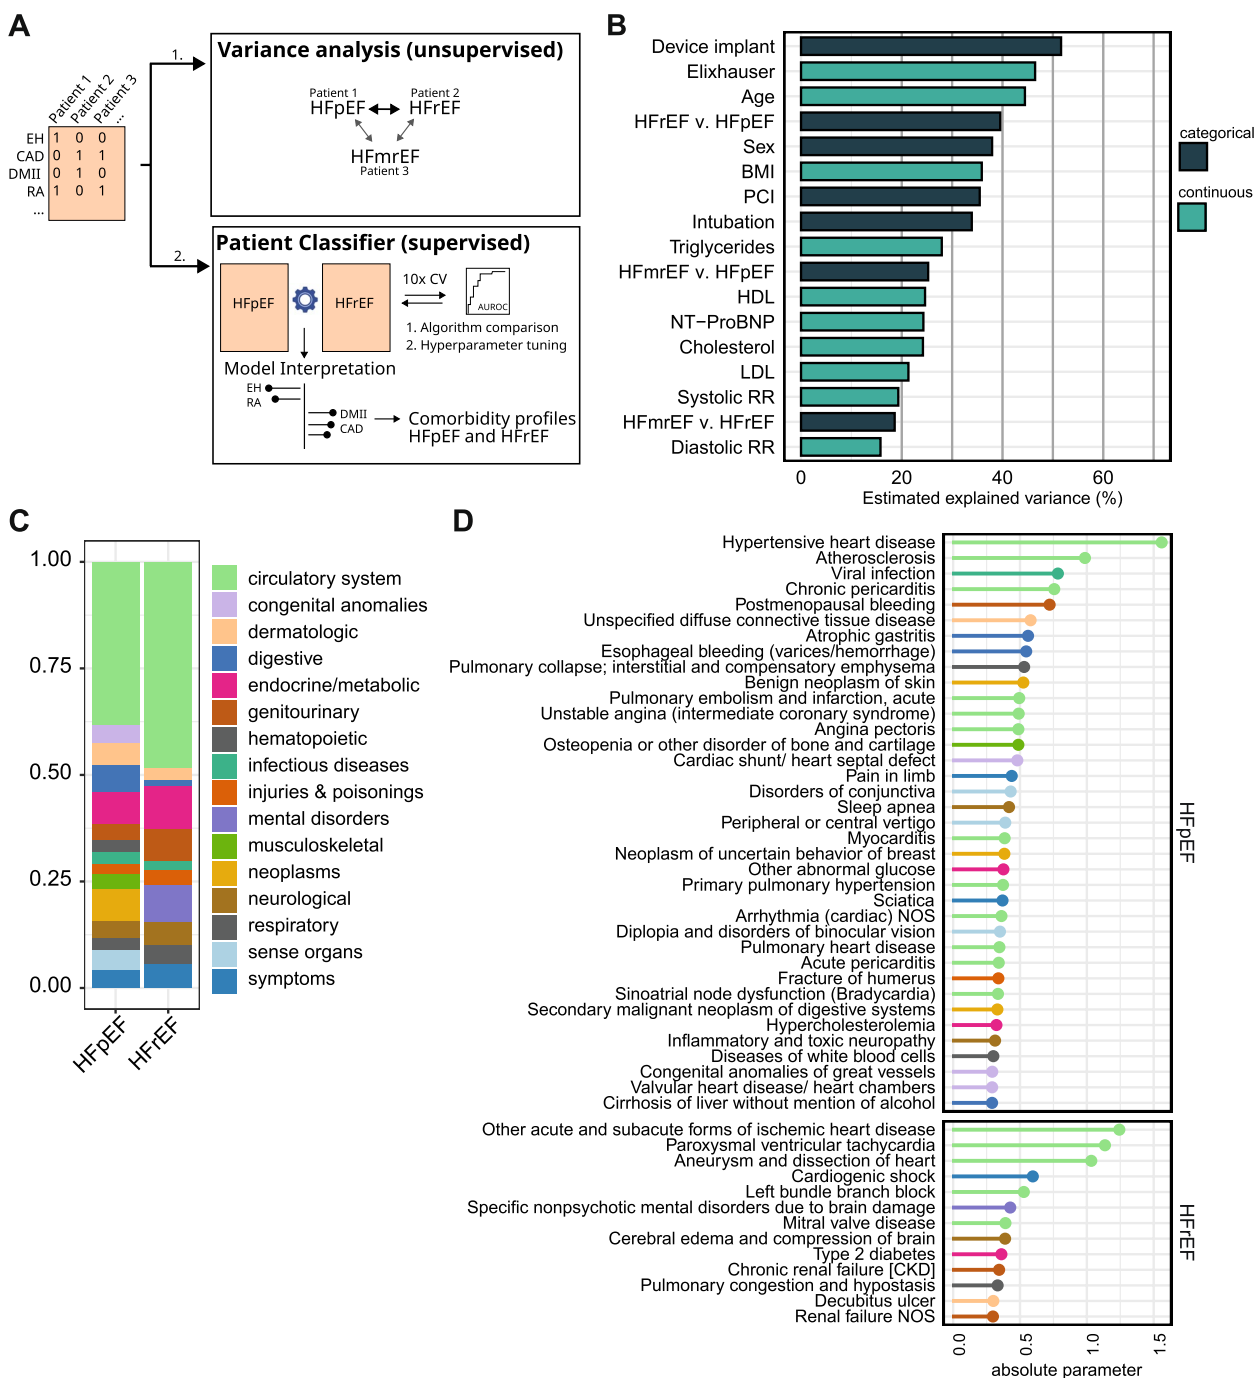 A
Patient 1
Patient 2
Patient 3
...
EH 1 0 0
CAD 0 1 1
DMII 0 1 0
RA 1 0 1
...
1.
2.
Variance analysis (unsupervised)
Patient 1
HFpEF
Patient 2
HFrEF
HFmrEF
Patient 3
Patient Classifier (supervised)
HFpEF
HFrEF
10x CV
AUROC
1. Algorithm comparison
2. Hyperparameter tuning
Model Interpretation
EH
RA
DMII
CAD
Comorbidity profiles
HFpEF and HFrEF
B
Device implant
Elixhauser
Age
HFrEF v. HFpEF
Sex
BMI
PCI
Intubation
Triglycerides
HFmrEF v. HFpEF
HDL
NT−ProBNP
Cholesterol
LDL
Systolic RR
HFmrEF v. HFrEF
Diastolic RR
0 20 40 60
Estimated explained variance (%)
categorical
continuous
C
1.00
0.75
0.50
0.25
0.00
HFpEF
HFrEF
circulatory system
congenital anomalies
dermatologic
digestive
endocrine/metabolic
genitourinary
hematopoietic
infectious diseases
injuries & poisonings
mental disorders
musculoskeletal
neoplasms
neurological
respiratory
sense organs
symptoms
D
Hypertensive heart disease
Atherosclerosis
Viral infection
Chronic pericarditis
Postmenopausal bleeding
Unspecified diffuse connective tissue disease
Atrophic gastritis
Esophageal bleeding (varices/hemorrhage)
Pulmonary collapse; interstitial and compensatory emphysema
Benign neoplasm of skin
Pulmonary embolism and infarction, acute
Unstable angina (intermediate coronary syndrome)
Angina pectoris
Osteopenia or other disorder of bone and cartilage
Cardiac shunt/ heart septal defect
Pain in limb
Disorders of conjunctiva
Sleep apnea
Peripheral or central vertigo
Myocarditis
Neoplasm of uncertain behavior of breast
Other abnormal glucose
Primary pulmonary hypertension
Sciatica
Arrhythmia (cardiac) NOS
Diplopia and disorders of binocular vision
Pulmonary heart disease
Acute pericarditis
Fracture of humerus
Sinoatrial node dysfunction (Bradycardia)
Secondary malignant neoplasm of digestive systems
Hypercholesterolemia
Inflammatory and toxic neuropathy
Diseases of white blood cells
Congenital anomalies of great vessels
Valvular heart disease/ heart chambers
Cirrhosis of liver without mention of alcohol
HFpEF
Other acute and subacute forms of ischemic heart disease
Paroxysmal ventricular tachycardia
Aneurysm and dissection of heart
Cardiogenic shock
Left bundle branch block
Specific nonpsychotic mental disorders due to brain damage
Mitral valve disease
Cerebral edema and compression of brain
Type 2 diabetes
Chronic renal failure [CKD]
Pulmonary congestion and hypostasis
Decubitus ulcer
Renal failure NOS
HFrEF
0.0 0.5 1.0 1.5
absolute parameter